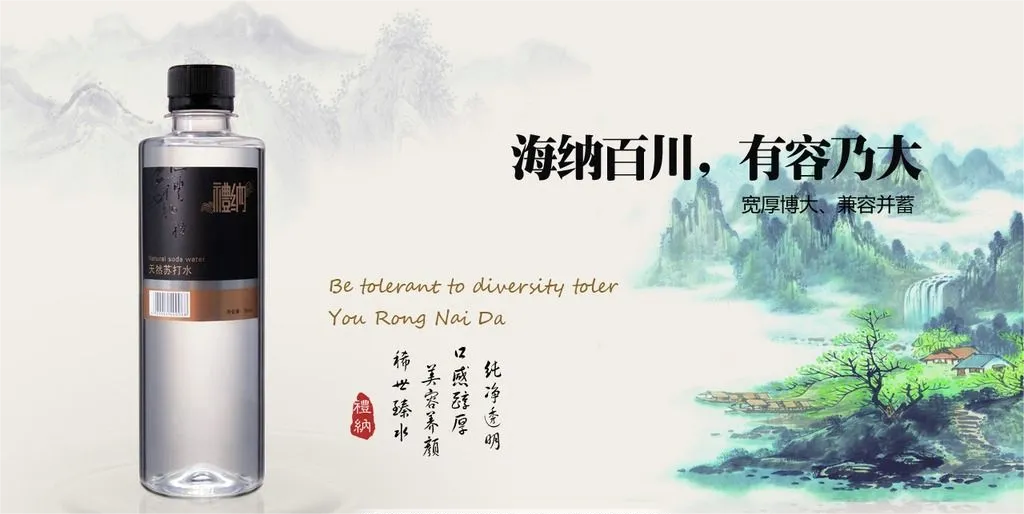 海纳百川，有容乃大
宽厚博大、兼容并蓄
Be tolerant to diversity toler
You Rong Nai Da
纯净透明
口感醇厚
美容养颜
稀世臻水
禮納
禮納
Natural soda water
天然苏打水